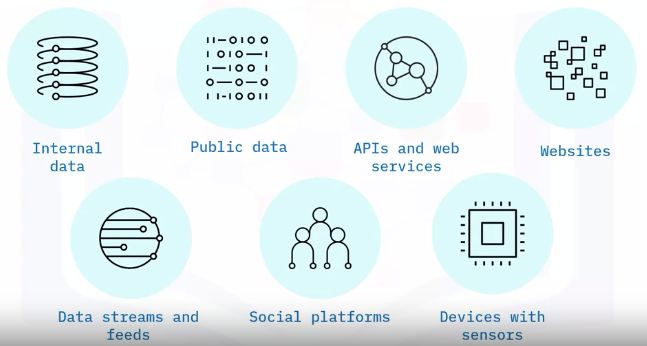 Internal
data
Public data
APIs and web
services
Websites
Data streams and
feeds
Social platforms
Devices with
sensors